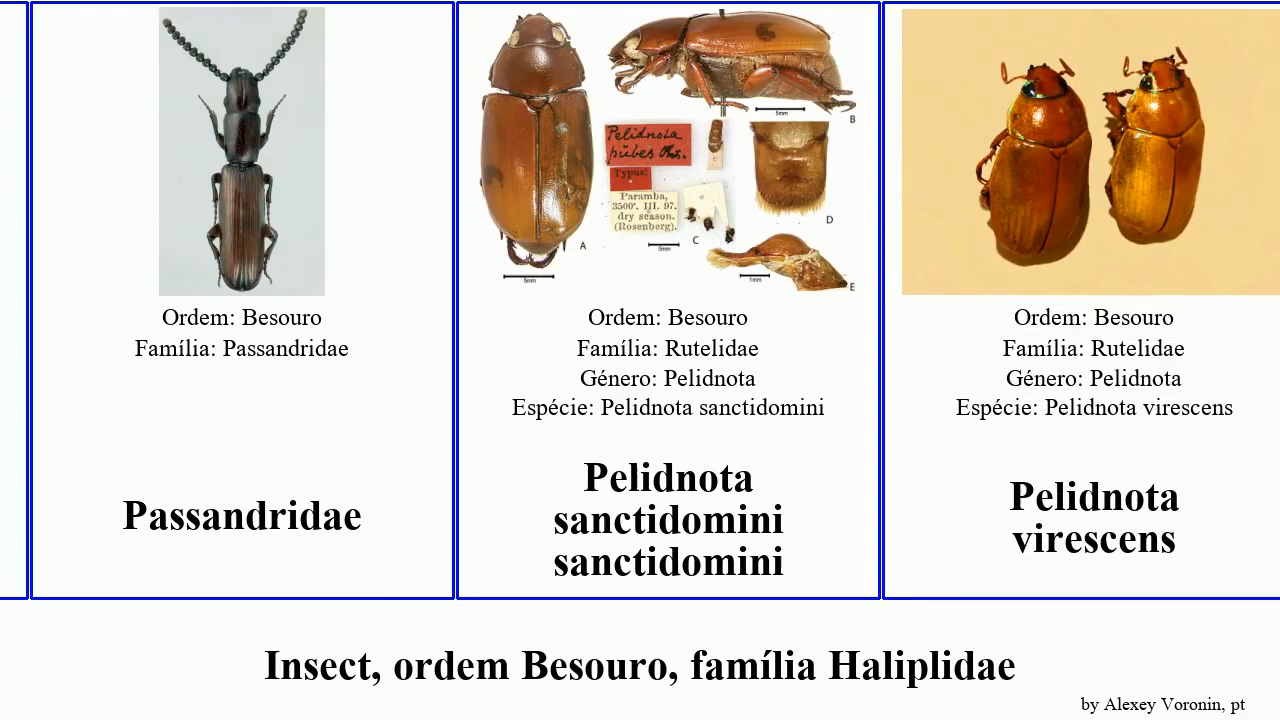 Ordem: Besouro
Família: Passandridae
Passandridae
Pelidnota
pubes Ohs.
Typus!
Paramba,
3500'. III. 97.
dry season.
(Rosenberg).
A
B
C
D
E
5mm
5mm
5mm
1mm
Ordem: Besouro
Família: Rutelidae
Género: Pelidnota
Espécie: Pelidnota sanctidomini
Pelidnota
sanctidomini
sanctidomini
Ordem: Besouro
Família: Rutelidae
Género: Pelidnota
Espécie: Pelidnota virescens
Pelidnota
virescens
Insect, ordem Besouro, família Haliplidae
by Alexey Voronin, pt